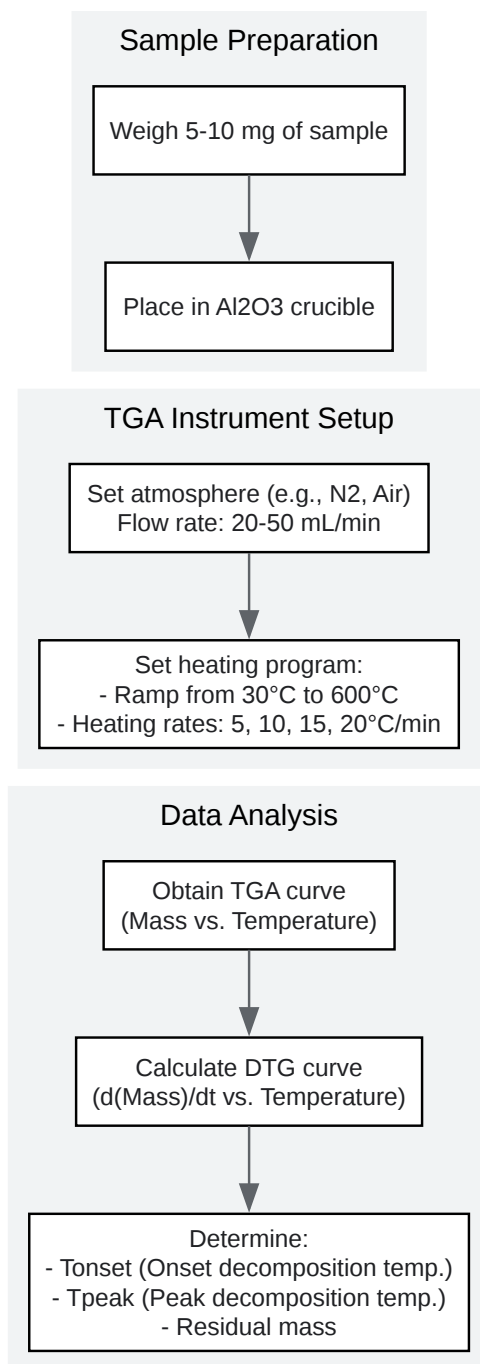 Sample Preparation
Weigh 5-10 mg of sample
Place in Al2O3 crucible
TGA Instrument Setup
Set atmosphere (e.g., N2, Air)
Flow rate: 20-50 mL/min
Set heating program:
- Ramp from 30°C to 600°C
- Heating rates: 5, 10, 15, 20°C/min
Data Analysis
Obtain TGA curve
(Mass vs. Temperature)
Calculate DTG curve
(d(Mass)/dt vs. Temperature)
Determine:
- Tonset (Onset decomposition temp.)
- Tpeak (Peak decomposition temp.)
- Residual mass